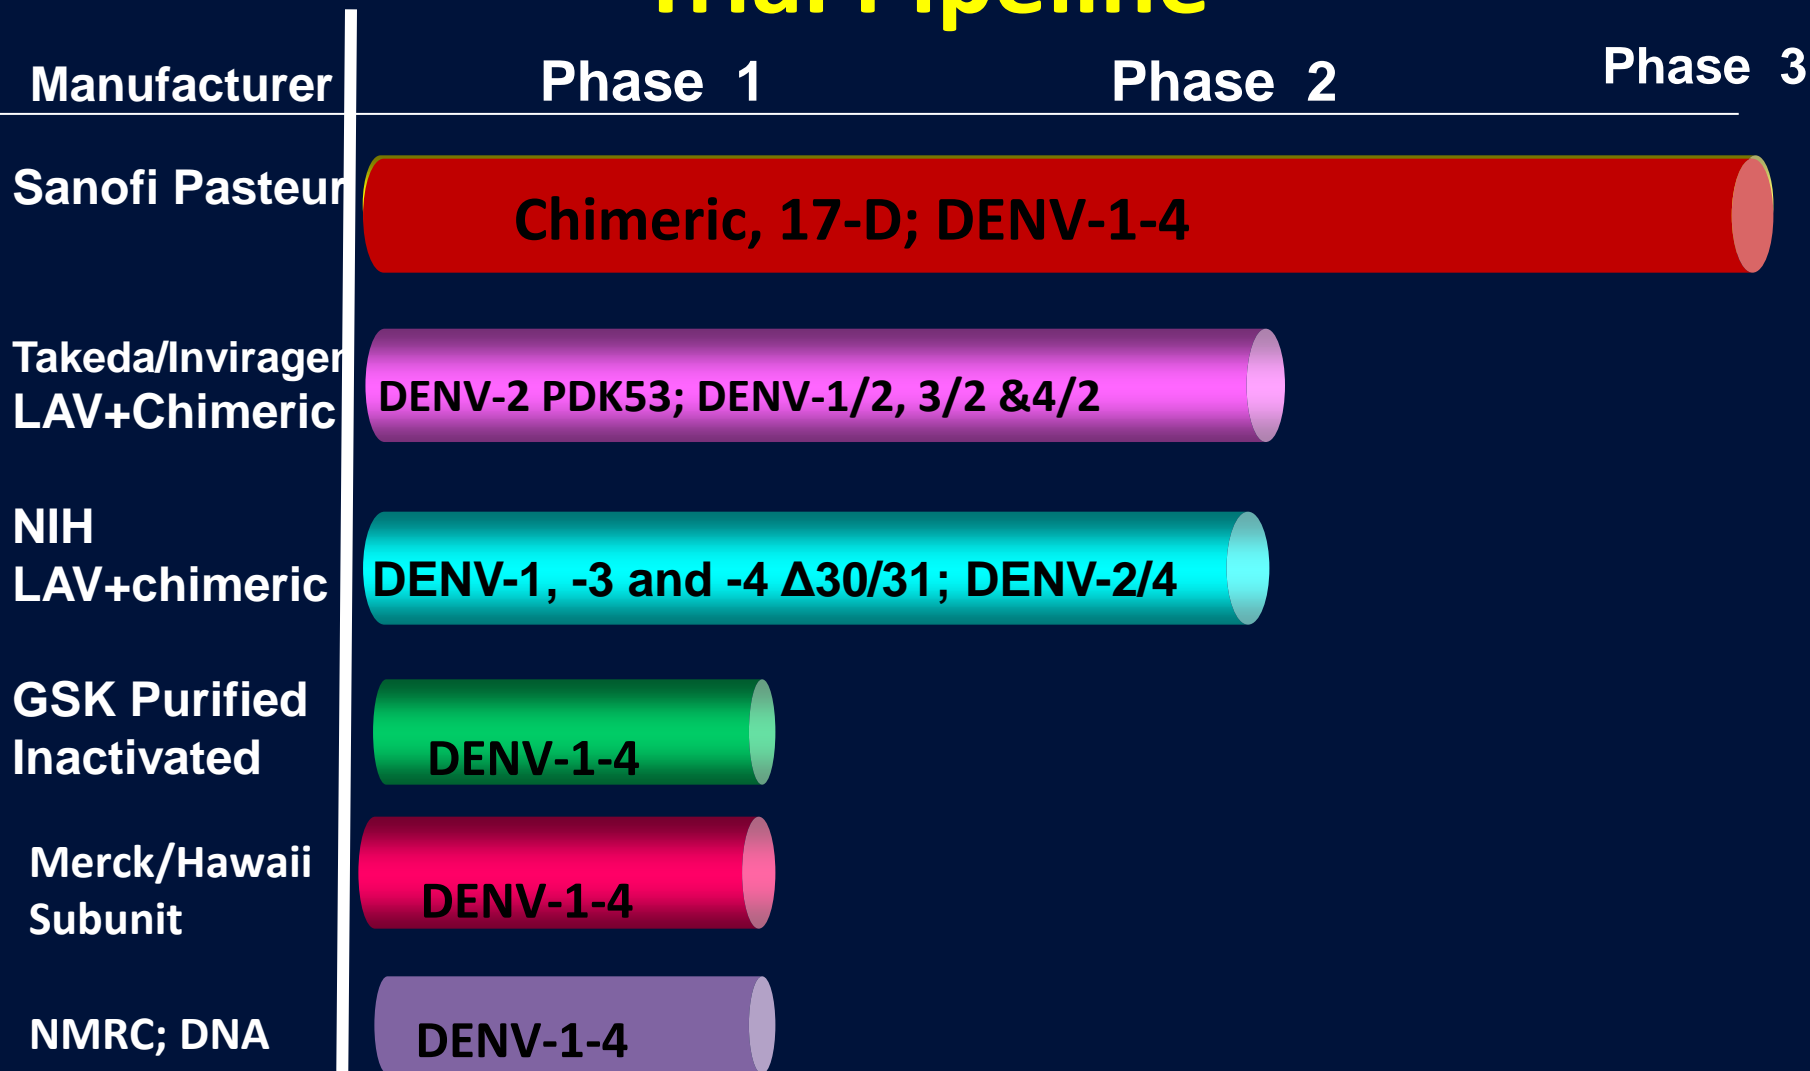 Trial Pipeline
Manufacturer Phase 1 Phase 2 Phase 3
Sanofi Pasteur
Chimeric, 17-D; DENV-1-4
Takeda/Inviragen
LAV+Chimeric
DENV-2 PDK53; DENV-1/2, 3/2 &4/2
NIH
LAV+chimeric
DENV-1, -3 and -4 Δ30/31; DENV-2/4
GSK Purified
Inactivated
DENV-1-4
Merck/Hawaii
Subunit
DENV-1-4
NMRC; DNA
DENV-1-4